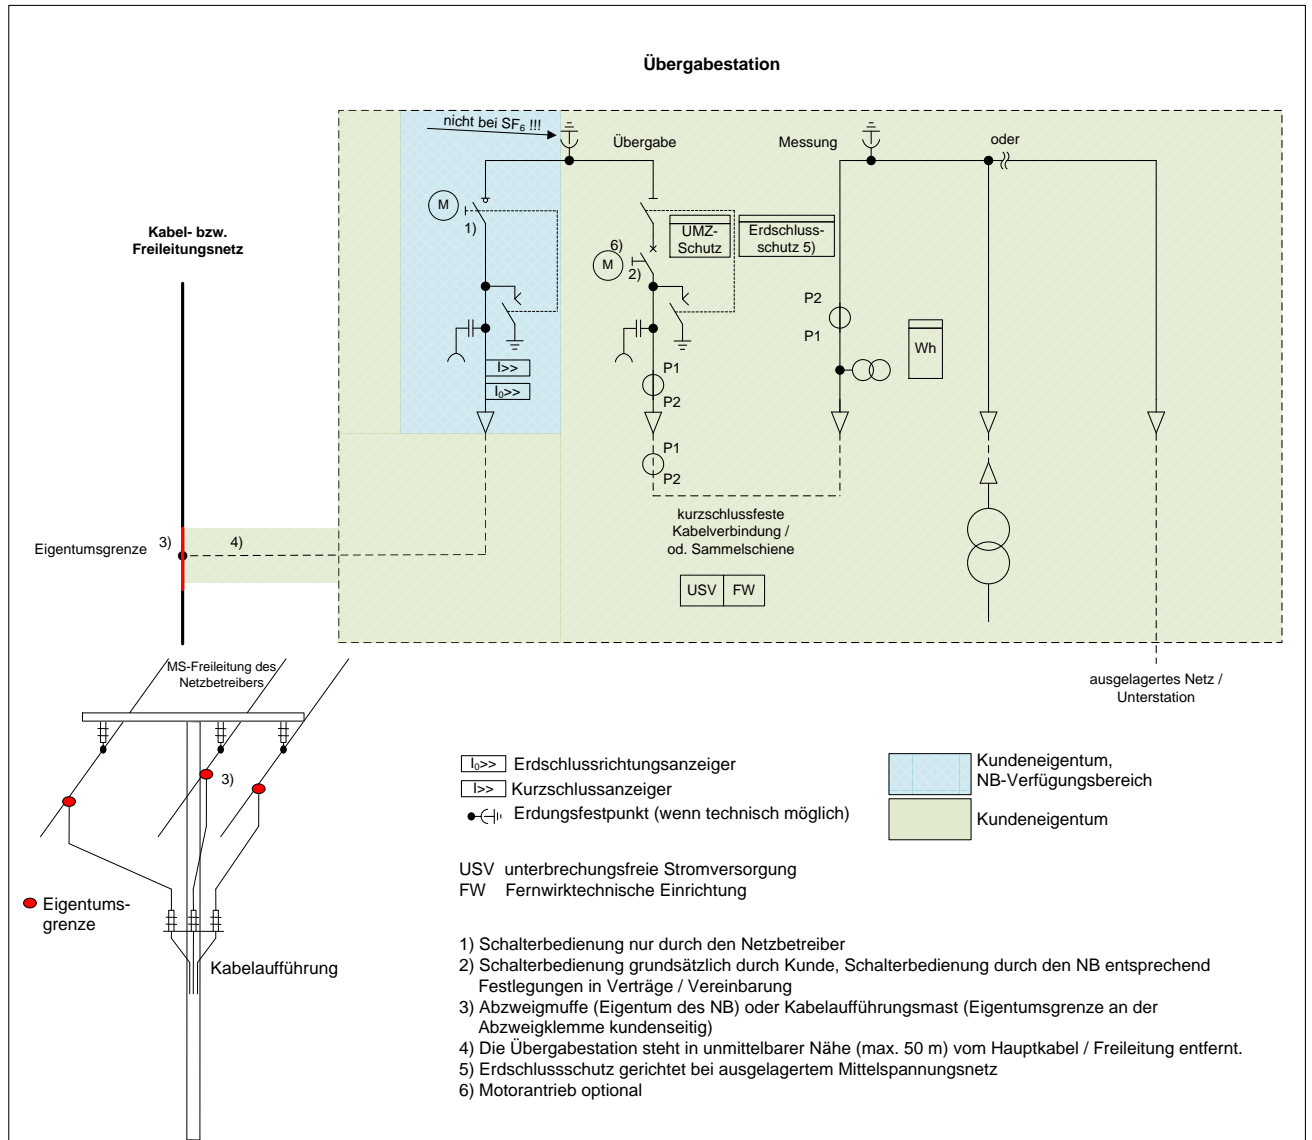 Übergabestation
nicht bei SF₆ !!!
Übergabe
Messung
oder
M
1)
Kabel- bzw.
Freileitungsnetz
6)
M
2)
UMZ-
Schutz
Erdschluss-
schutz 5)
P2
P1
Wh
I>>
I₀>>
P1
P2
P1
P2
kurzschlussfeste
Kabelverbindung /
od. Sammelschiene
Eigentumsgrenze
3)
4)
USV
FW
MS-Freileitung des
Netzbetreibers
ausgelagertes Netz /
Unterstation
3)
Eigentums-
grenze
Kabelaufführung
I₀>> Erdschlussrichtungsanzeiger
I>> Kurzschlussanzeiger
Erdungsfestpunkt (wenn technisch möglich)
Kundeneigentum,
NB-Verfügungsbereich
Kundeneigentum
USV unterbrechungsfreie Stromversorgung
FW Fernwirktechnische Einrichtung
1) Schalterbedienung nur durch den Netzbetreiber
2) Schalterbedienung grundsätzlich durch Kunde, Schalterbedienung durch den NB entsprechend
Festlegungen in Verträge / Vereinbarung
3) Abzweigmuffe (Eigentum des NB) oder Kabelaufführungsmast (Eigentumsgrenze an der
Abzweigklemme kundenseitig)
4) Die Übergabestation steht in unmittelbarer Nähe (max. 50 m) vom Hauptkabel / Freileitung entfernt.
5) Erdschlussschutz gerichtet bei ausgelagertem Mittelspannungsnetz
6) Motorantrieb optional